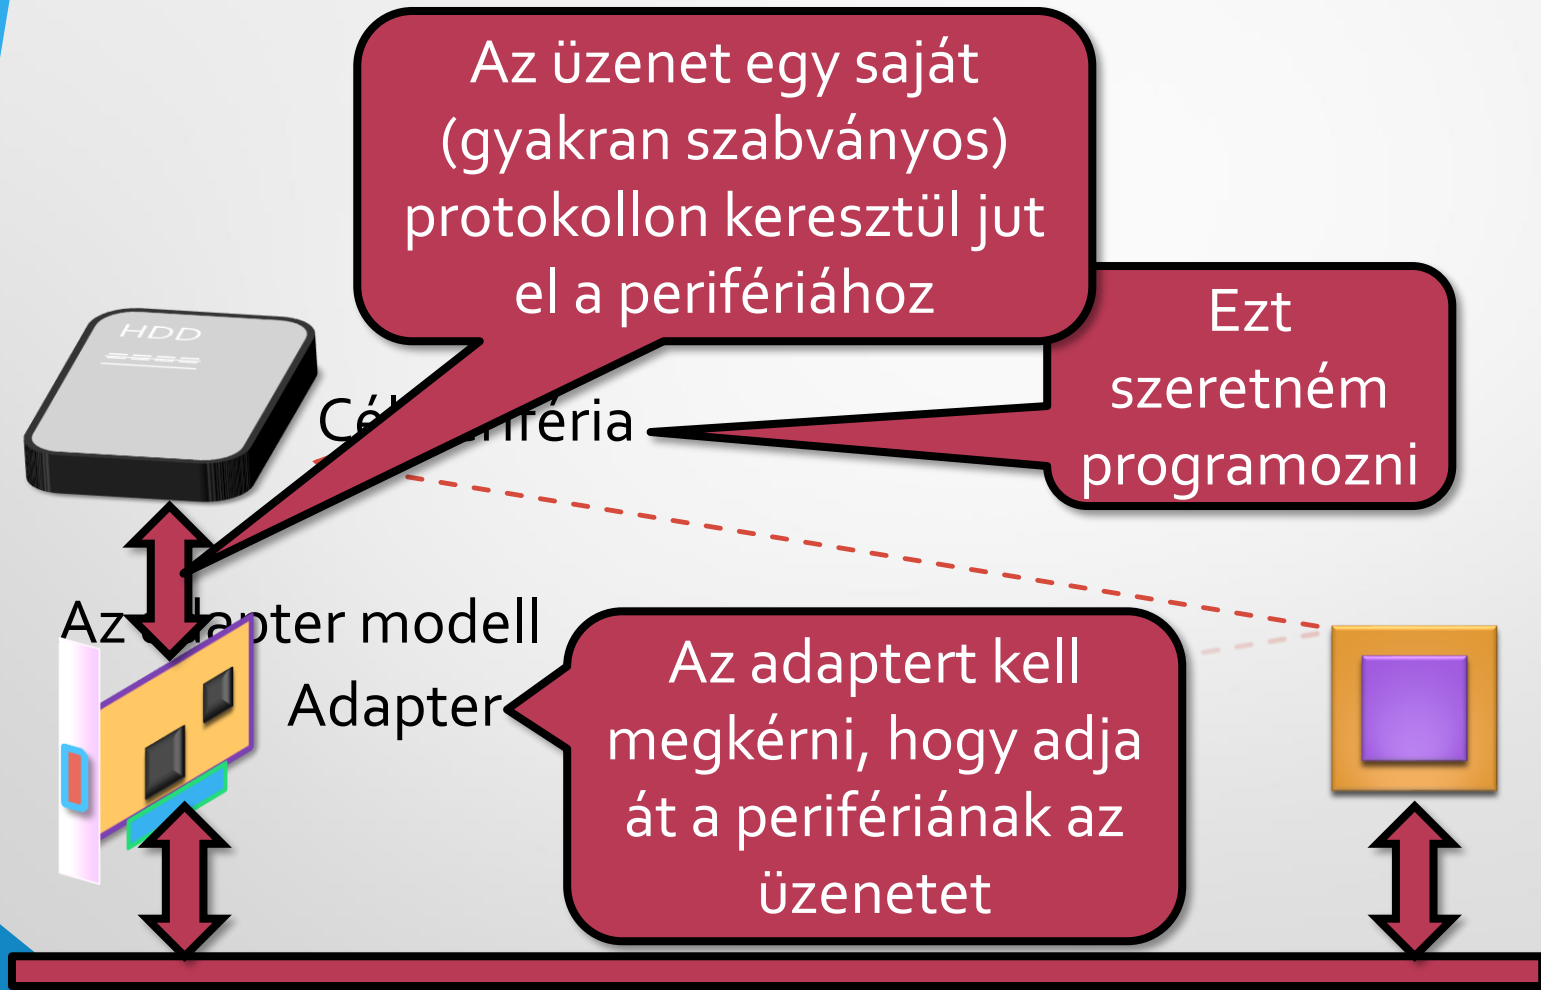 Az üzenet egy saját
(gyakran szabványos)
protokollon keresztül jut
el a perifériához
Ezt
szeretném
programozni
HDD
Az adapter modell
Adapter
Az adaptert kell
megkérni, hogy adja
át a perifériának az
üzenetet